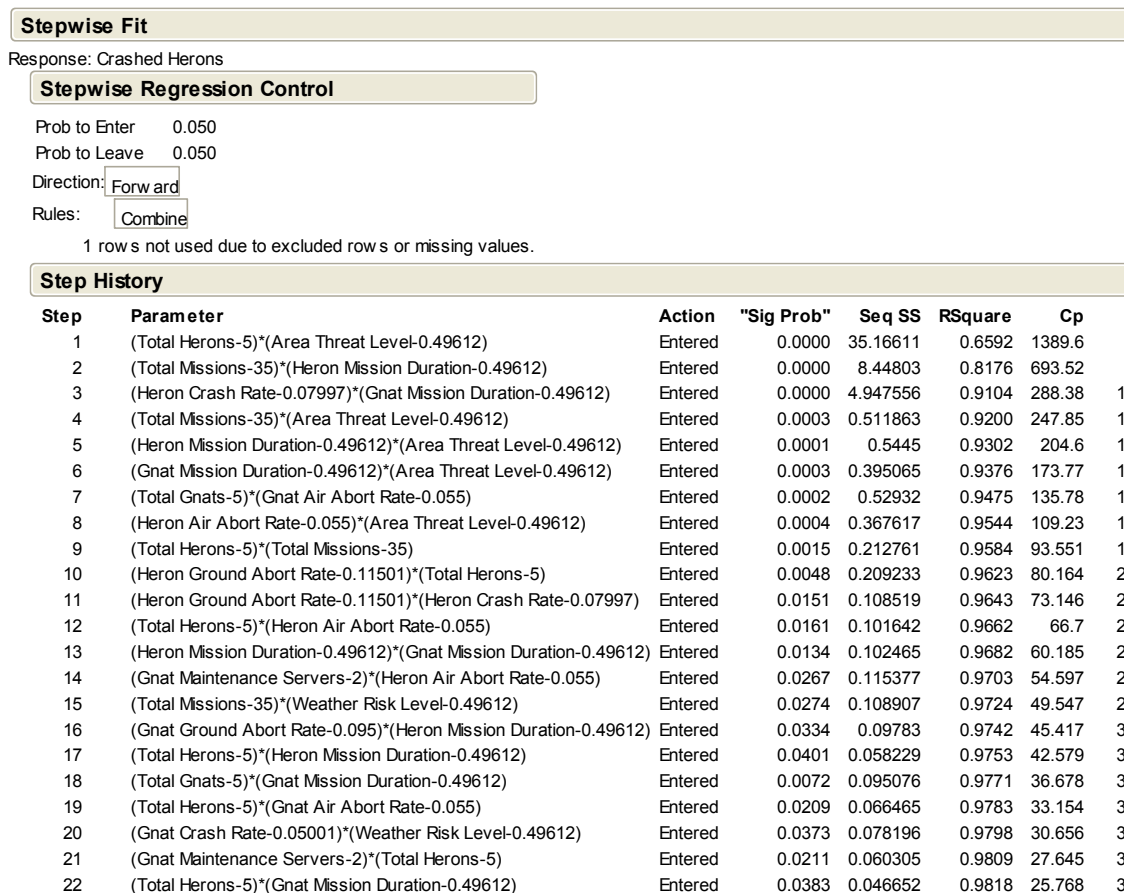 Stepwise Fit
Response: Crashed Herons
Stepwise Regression Control
Prob to Enter 0.050
Prob to Leave 0.050
Direction: Forward
Rules: Combine
1 rows not used due to excluded rows or missing values.
Step History
Step Parameter Action "Sig Prob" Seq SS RSquare Cp
1 (Total Herons-5)*(Area Threat Level-0.49612) Entered 0.0000 35.16611 0.6592 1389.6
2 (Total Missions-35)*(Heron Mission Duration-0.49612) Entered 0.0000 8.44803 0.8176 693.52
3 (Heron Crash Rate-0.07997)*(Gnat Mission Duration-0.49612) Entered 0.0000 4.947556 0.9104 288.38 1
4 (Total Missions-35)*(Area Threat Level-0.49612) Entered 0.0003 0.511863 0.9200 247.85 1
5 (Heron Mission Duration-0.49612)*(Area Threat Level-0.49612) Entered 0.0001 0.5445 0.9302 204.6 1
6 (Gnat Mission Duration-0.49612)*(Area Threat Level-0.49612) Entered 0.0003 0.395065 0.9376 173.77 1
7 (Total Gnats-5)*(Gnat Air Abort Rate-0.055) Entered 0.0002 0.52932 0.9475 135.78 1
8 (Heron Air Abort Rate-0.055)*(Area Threat Level-0.49612) Entered 0.0004 0.367617 0.9544 109.23 1
9 (Total Herons-5)*(Total Missions-35) Entered 0.0015 0.212761 0.9584 93.551 1
10 (Heron Ground Abort Rate-0.11501)*(Total Herons-5) Entered 0.0048 0.209233 0.9623 80.164 2
11 (Heron Ground Abort Rate-0.11501)*(Heron Crash Rate-0.07997) Entered 0.0151 0.108519 0.9643 73.146 2
12 (Total Herons-5)*(Heron Air Abort Rate-0.055) Entered 0.0161 0.101642 0.9662 66.7 2
13 (Heron Mission Duration-0.49612)*(Gnat Mission Duration-0.49612) Entered 0.0134 0.102465 0.9682 60.185 2
14 (Gnat Maintenance Servers-2)*(Heron Air Abort Rate-0.055) Entered 0.0267 0.115377 0.9703 54.597 2
15 (Total Missions-35)*(Weather Risk Level-0.49612) Entered 0.0274 0.108907 0.9724 49.547 2
16 (Gnat Ground Abort Rate-0.095)*(Heron Mission Duration-0.49612) Entered 0.0334 0.09783 0.9742 45.417 3
17 (Total Herons-5)*(Heron Mission Duration-0.49612) Entered 0.0401 0.058229 0.9753 42.579 3
18 (Total Gnats-5)*(Gnat Mission Duration-0.49612) Entered 0.0072 0.095076 0.9771 36.678 3
19 (Total Herons-5)*(Gnat Air Abort Rate-0.055) Entered 0.0209 0.066465 0.9783 33.154 3
20 (Gnat Crash Rate-0.05001)*(Weather Risk Level-0.49612) Entered 0.0373 0.078196 0.9798 30.656 3
21 (Gnat Maintenance Servers-2)*(Total Herons-5) Entered 0.0211 0.060305 0.9809 27.645 3
22 (Total Herons-5)*(Gnat Mission Duration-0.49612) Entered 0.0383 0.046652 0.9818 25.768 3